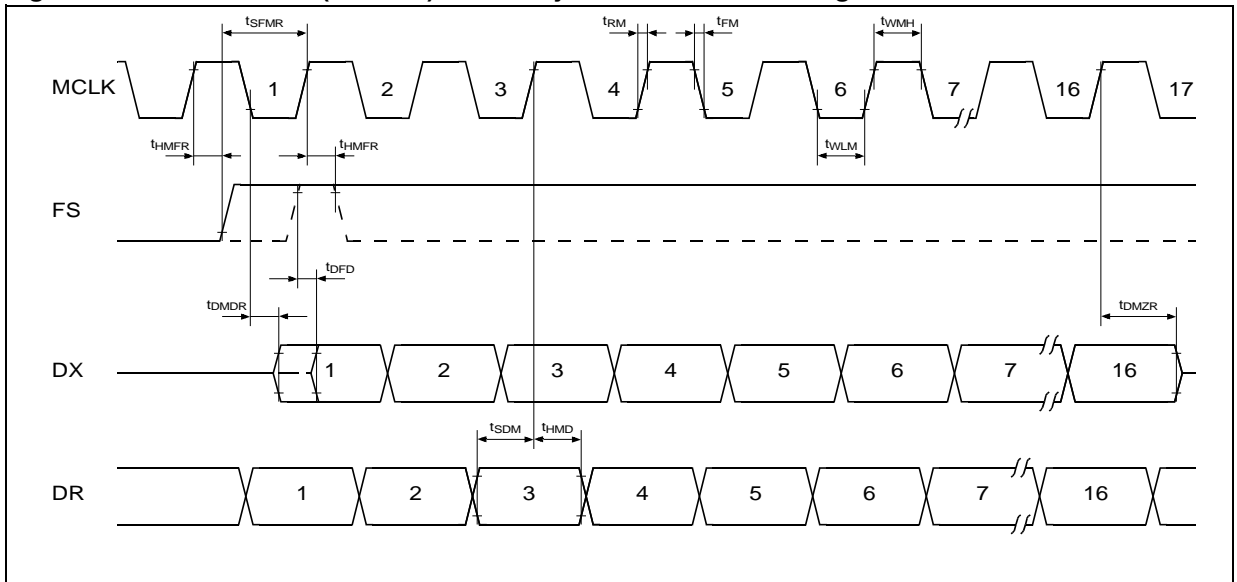 tSFMR tRM tFM tWMH
MCLK 1 2 3 4 5 6 7 16 17
tHMFR tHMFR tWLM
FS
tDFD
tDMDR tDMZR
DX 1 2 3 4 5 6 7 16
tSDM tHMD
DR 1 2 3 4 5 6 7 16